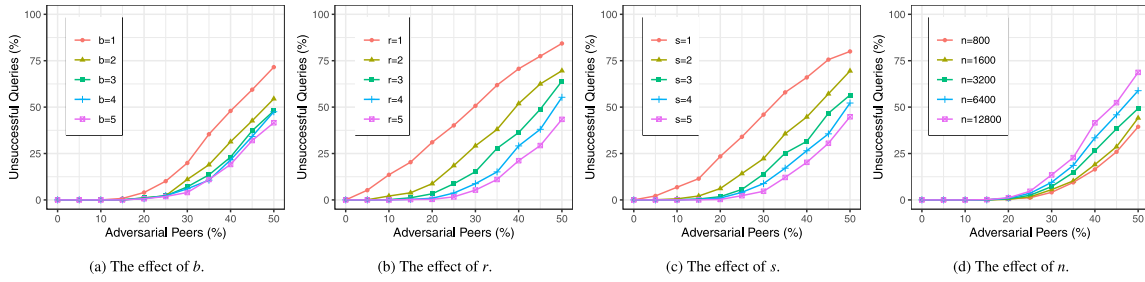 100
75
50
25
0
Unsuccessful Queries (%)
b=1
b=2
b=3
b=4
b=5
0 10 20 30 40 50
Adversarial Peers (%)
(a) The effect of b.
100
75
50
25
0
Unsuccessful Queries (%)
r=1
r=2
r=3
r=4
r=5
0 10 20 30 40 50
Adversarial Peers (%)
(b) The effect of r.
100
75
50
25
0
Unsuccessful Queries (%)
s=1
s=2
s=3
s=4
s=5
0 10 20 30 40 50
Adversarial Peers (%)
(c) The effect of s.
100
75
50
25
0
Unsuccessful Queries (%)
n=800
n=1600
n=3200
n=6400
n=12800
0 10 20 30 40 50
Adversarial Peers (%)
(d) The effect of n.